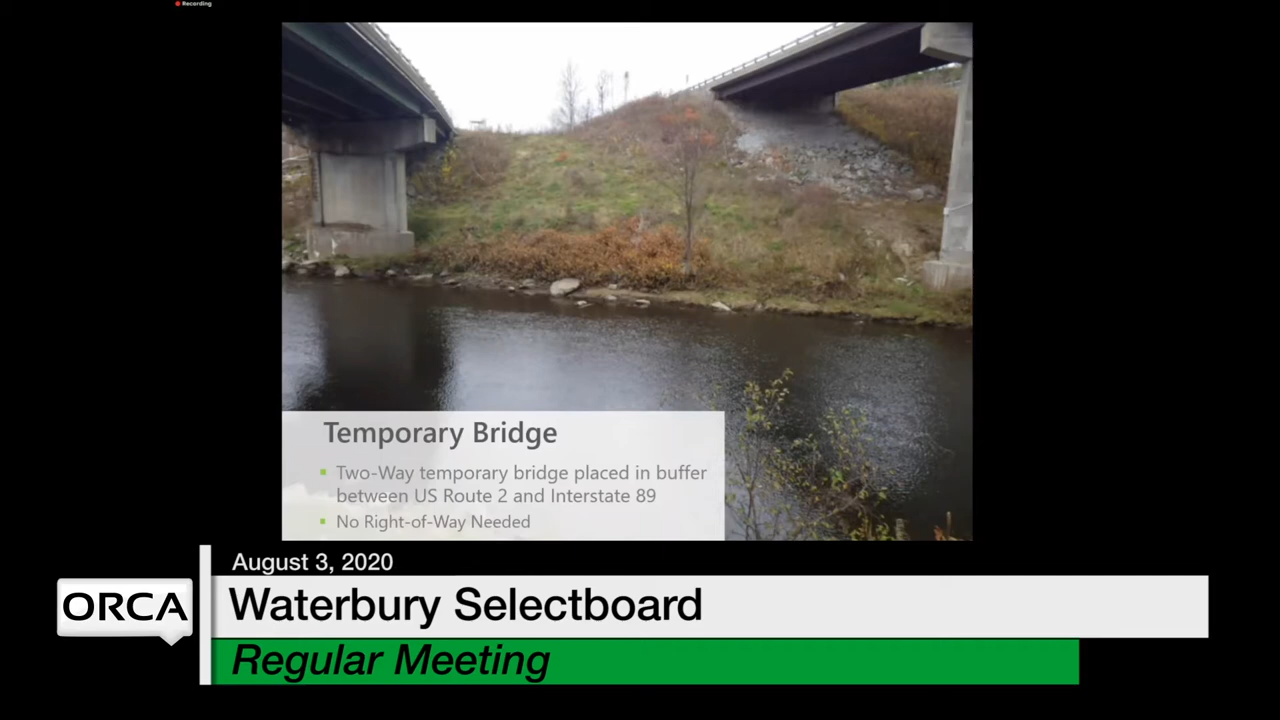 Recording
Temporary Bridge
Two-Way temporary bridge placed in buffer
between US Route 2 and Interstate 89
No Right-of-Way Needed
August 3, 2020
ORCA
Waterbury Selectboard
Regular Meeting